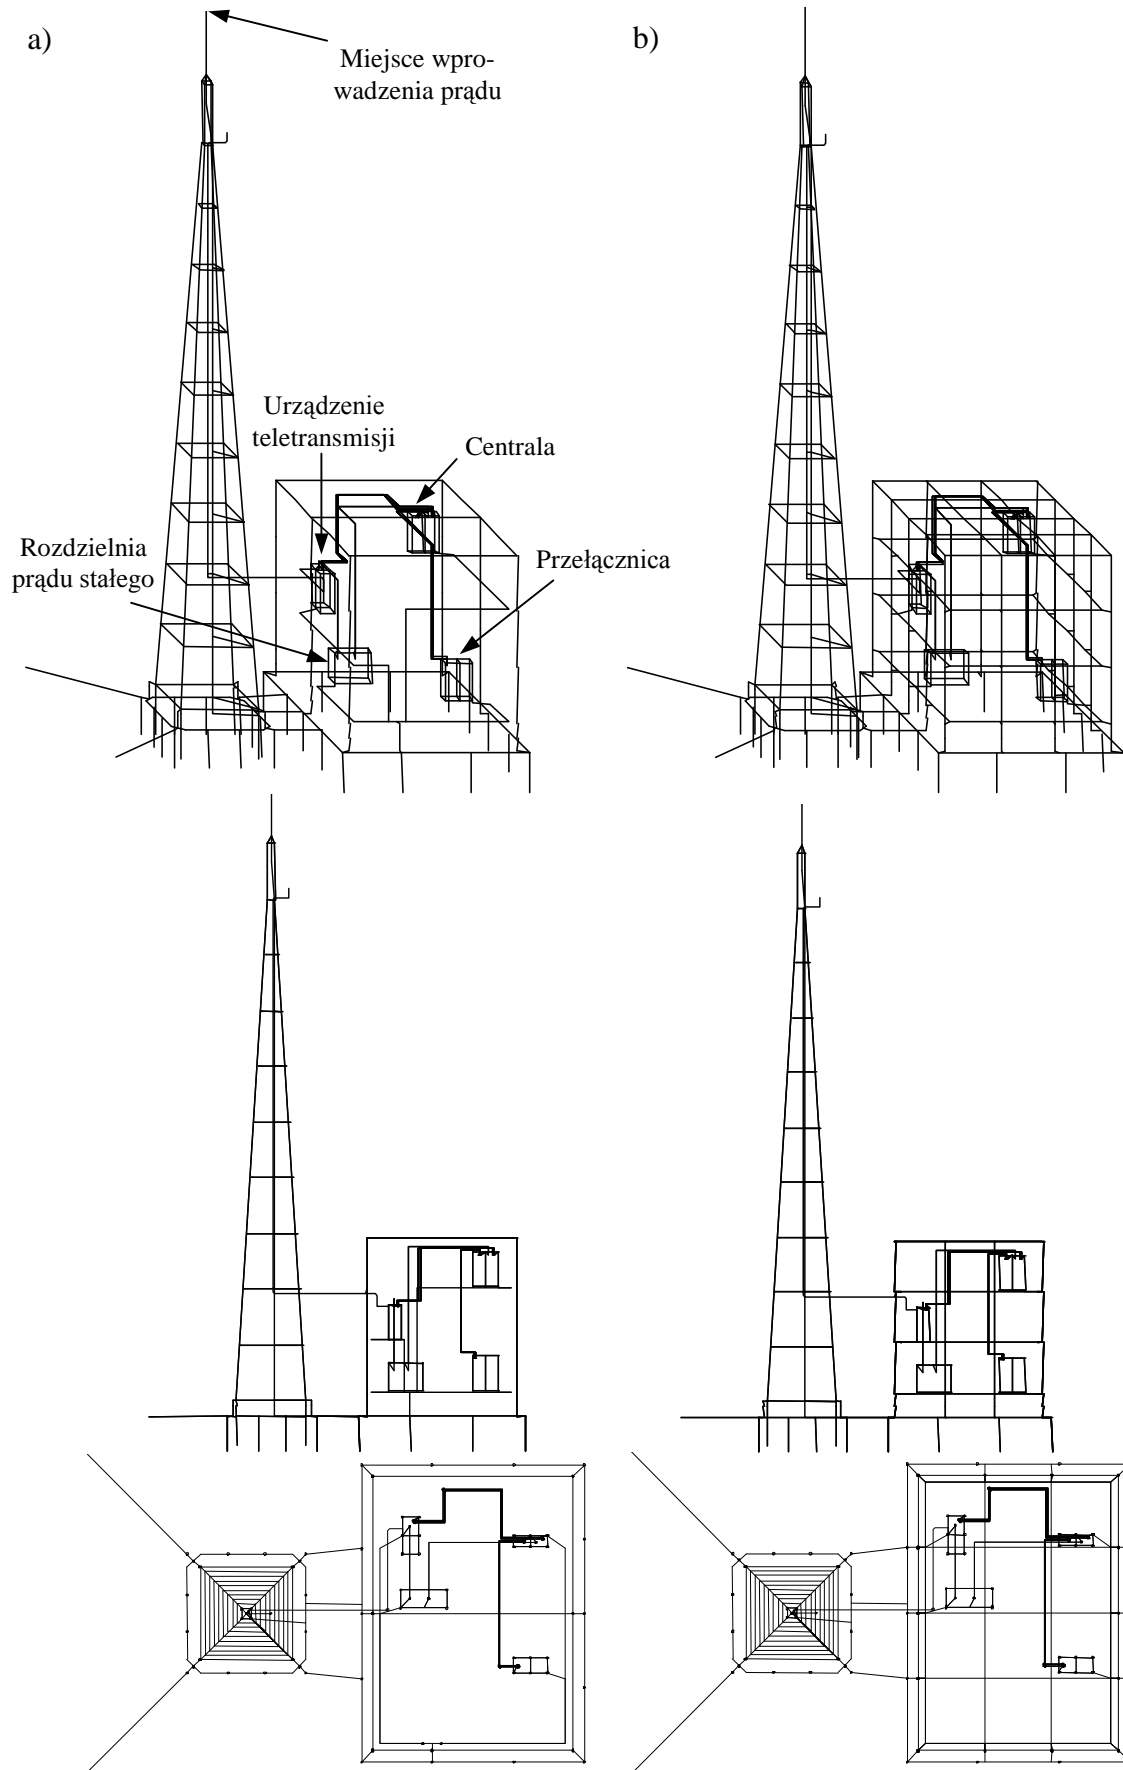 a)
Miejsce wpro-
wadzenia prądu
b)
Urządzenie
teletransmisji
Centrala
Rozdzielnia
prądu stałego
Przełącznica